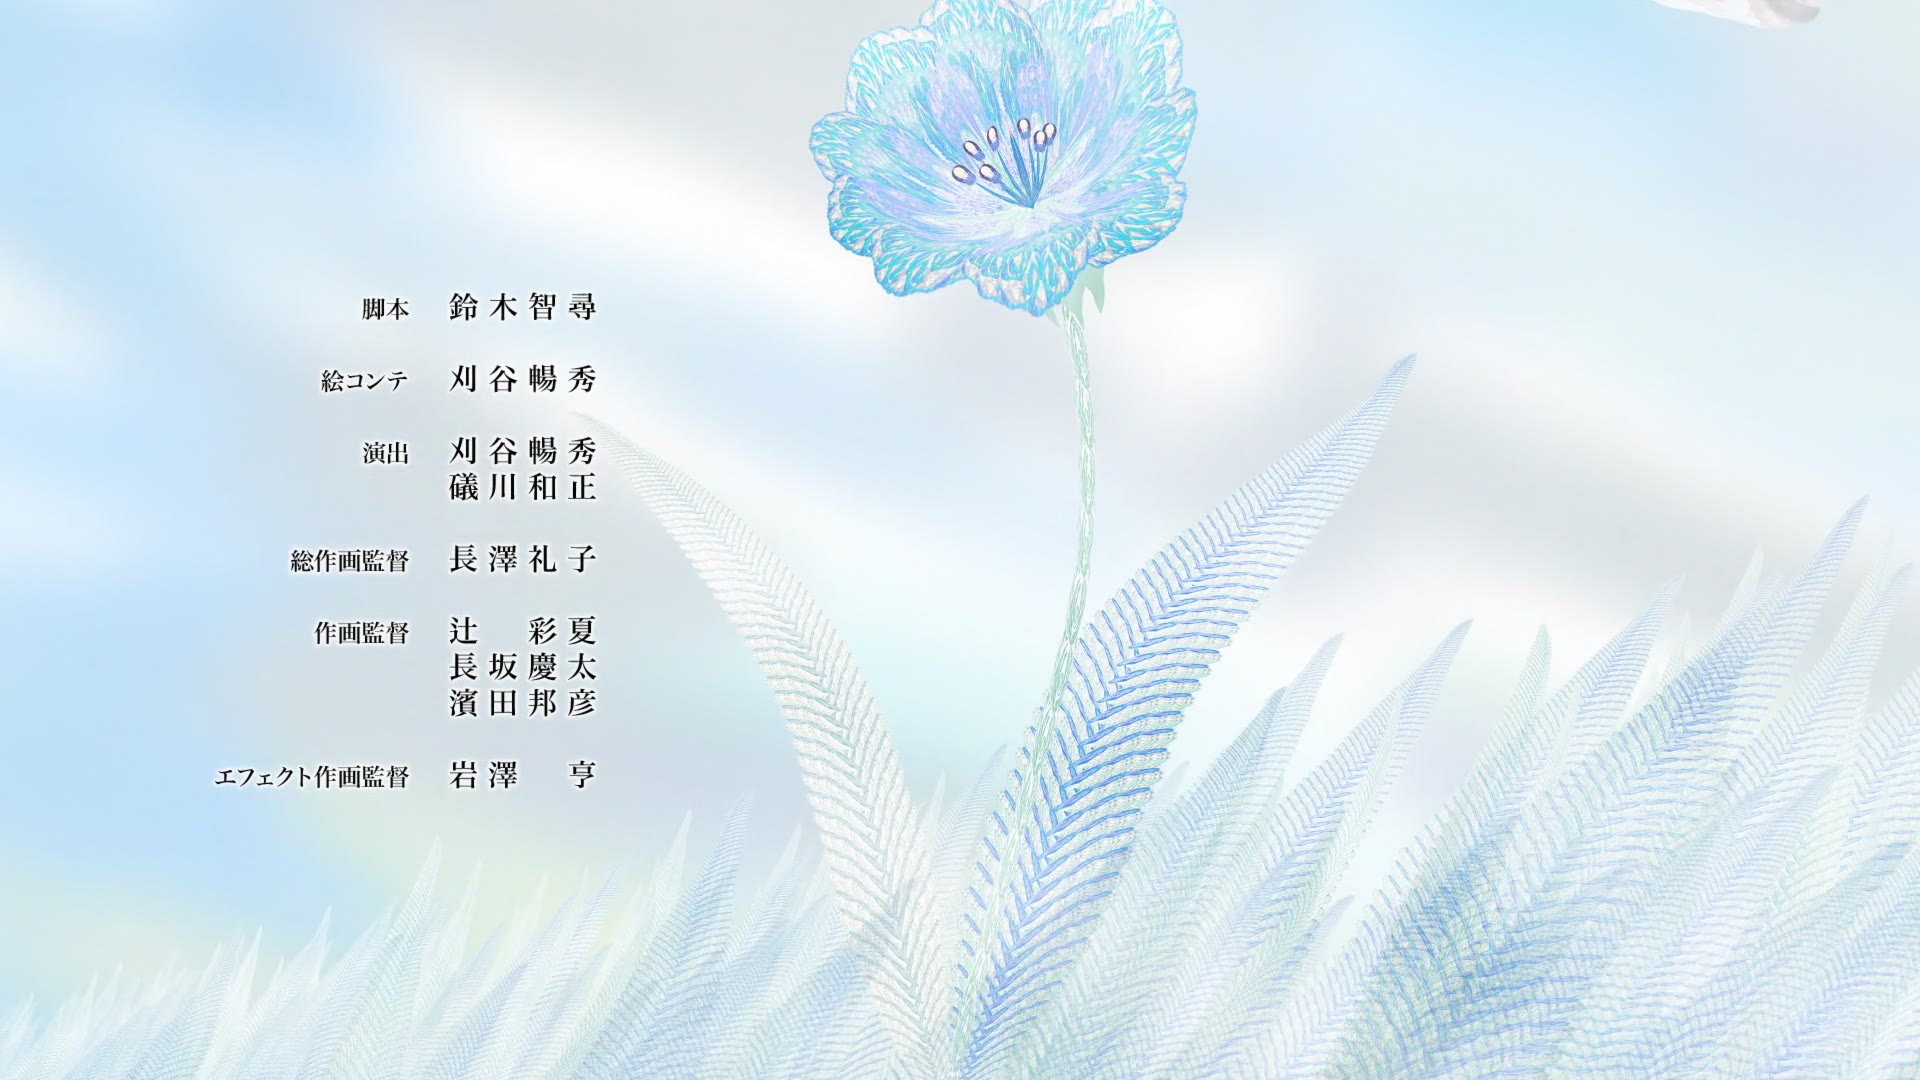 脚本 鈴木智尋
絵コンテ 刈谷暢秀
演出 刈谷暢秀
礒川和正
総作画監督 長澤礼子
作画監督 辻 彩夏
長坂慶太
濱田邦彦
エフェクト作画監督 岩澤 亨